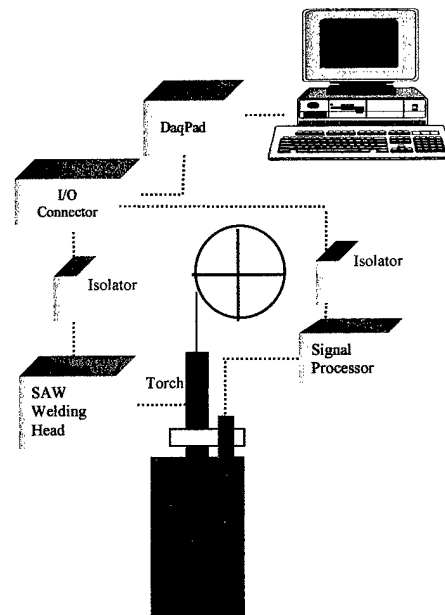 DaqPad
I/O
Connector
Isolator
Isolator
SAW
Welding
Head
Torch
Signal
Processor